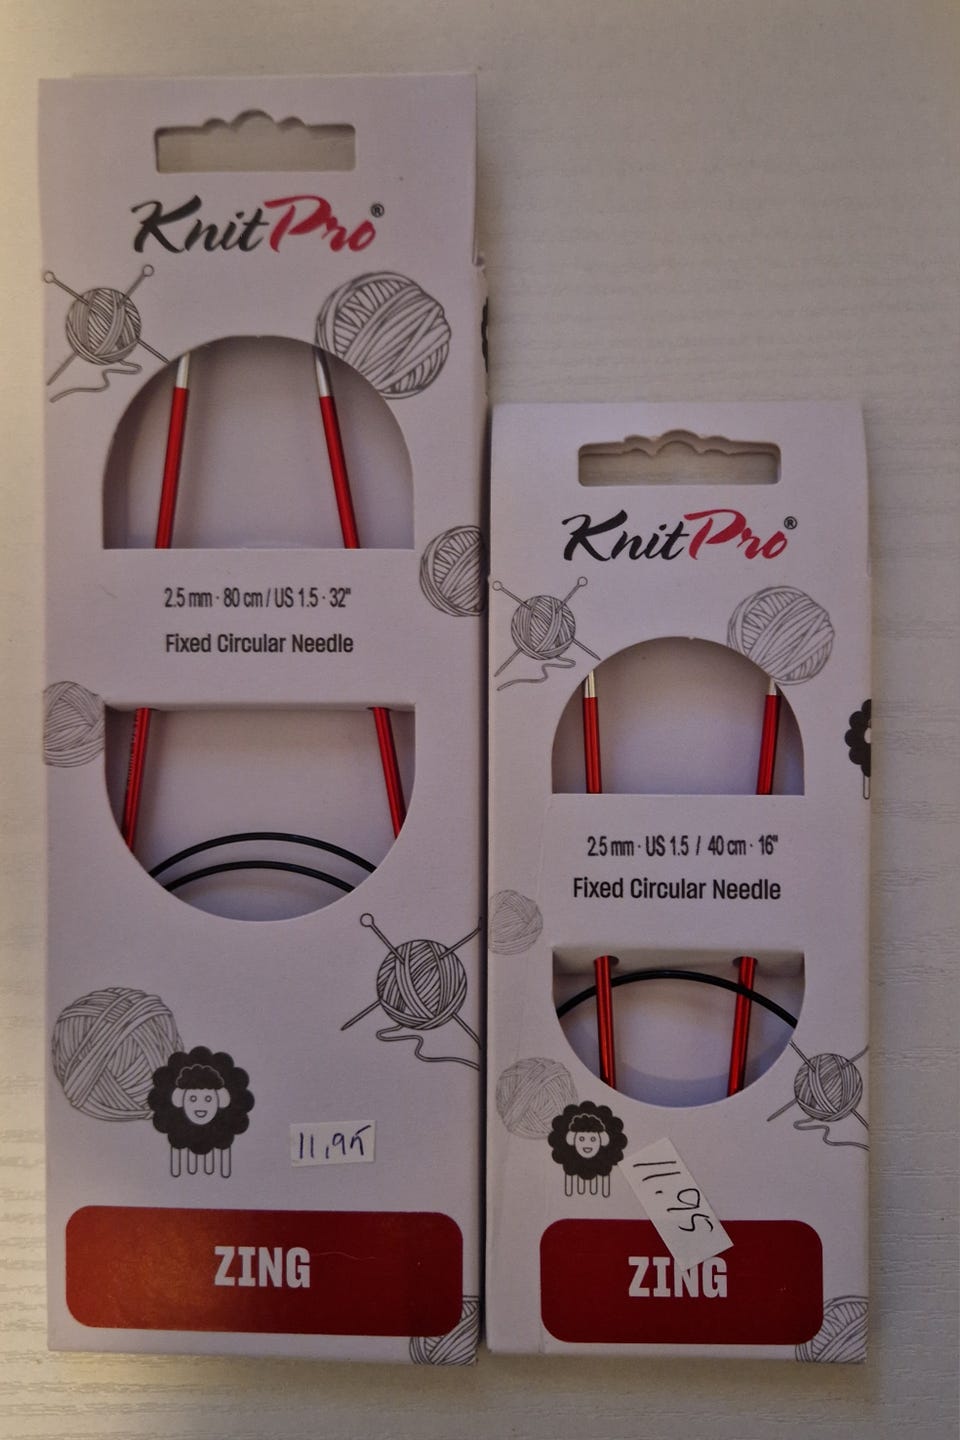 KnitPro®
2.5 mm · 80 cm / US 1.5 · 32"
Fixed Circular Needle
11,95
ZING
KnitPro®
2.5 mm · US 1.5 / 40 cm · 16"
Fixed Circular Needle
11.95
ZING